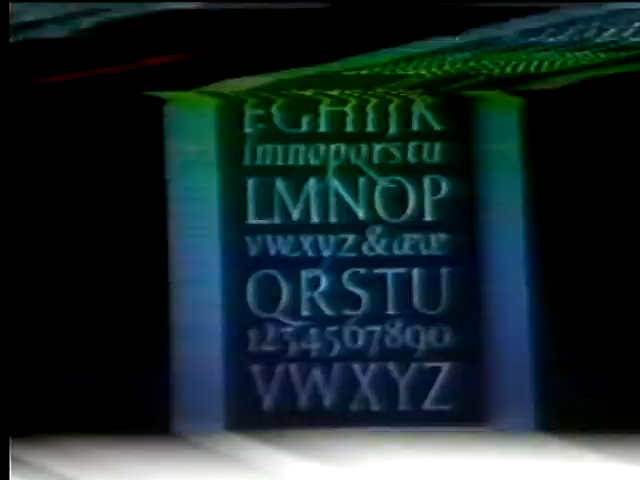 EGHIJK
lmnopqrstu
LMNOP
vwxyz&æœ
QRSTU
1234567890
VWXYZ